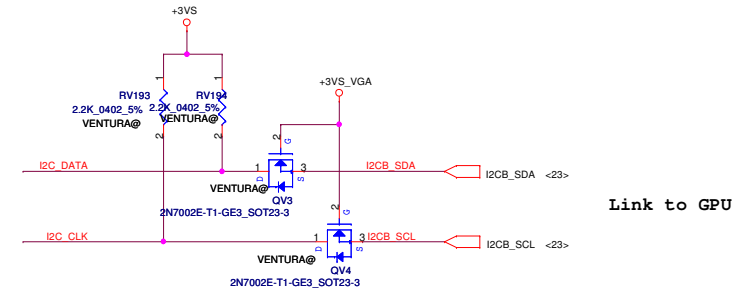 +3VS
1
1
RV193
RV194
2.2K_0402_5%
2.2K_0402_5%
VENTURA@
VENTURA@
2
2
+3VS_VGA
2
G
I2C_DATA
1
3
I2CB_SDA
I2CB_SDA <23>
D
S
VENTURA@
QV3
2N7002E-T1-GE3_SOT23-3
Link to GPU
2
G
I2C_CLK
1
3
I2CB_SCL
I2CB_SCL <23>
D
S
VENTURA@
QV4
2N7002E-T1-GE3_SOT23-3